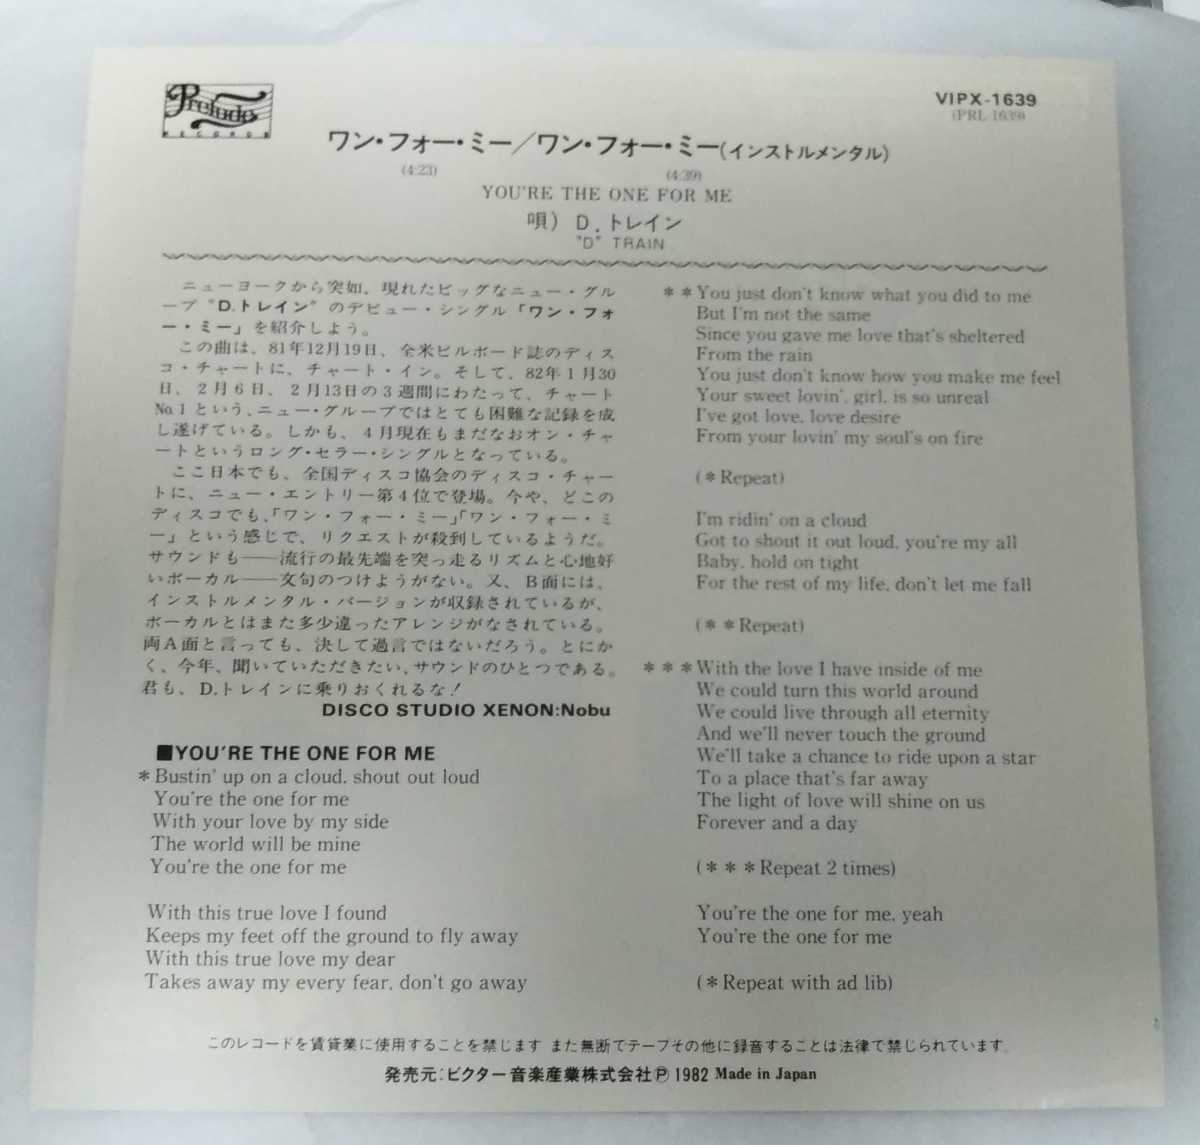 Prelude
RECORDS
VIPX-1639
(PRL 1639)
ワン・フォー・ミー／ワン・フォー・ミー(インストルメンタル)
(4:23)
(4:39)
YOU'RE THE ONE FOR ME
唄）D. トレイン
"D" TRAIN
ニューヨークから突如、現れたビッグなニュー・グル
ープ "D.トレイン" のデビュー・シングル「ワン・フォ
ー・ミー」を紹介しよう。
この曲は、81年12月19日、全米ビルボード誌のディス
コ・チャートに、チャート・イン。そして、82年1月30
日、2月6日、2月13日の3週間にわたって、チャート
No.1という、ニュー・グループではとても困難な記録を成
し遂げている。しかも、4月現在もまだなおオン・チャ
ートというロング・セラー・シングルとなっている。
ここ日本でも、全国ディスコ協会のディスコ・チャー
トに、ニュー・エントリー第4位で登場。今や、どこの
ディスコでも、「ワン・フォー・ミー」「ワン・フォー・ミ
ー」という感じで、リクエストが殺到しているようだ。
サウンドも――流行の最先端を突っ走るリズムと心地好
いボーカル――文句のつけようがない。又、B面には、
インストルメンタル・バージョンが収録されているが、
ボーカルとはまた多少違ったアレンジがなされている。
両A面と言っても、決して過言ではないだろう。とにか
く、今年、聞いていただきたい、サウンドのひとつである。
君も、D.トレインに乗りおくれるな！
DISCO STUDIO XENON:Nobu
■YOU'RE THE ONE FOR ME
＊Bustin' up on a cloud, shout out loud
You're the one for me
With your love by my side
The world will be mine
You're the one for me

With this true love I found
Keeps my feet off the ground to fly away
With this true love my dear
Takes away my every fear, don't go away

＊＊You just don't know what you did to me
But I'm not the same
Since you gave me love that's sheltered
From the rain
You just don't know how you make me feel
Your sweet lovin', girl, is so unreal
I've got love, love desire
From your lovin' my soul's on fire

(＊Repeat)

I'm ridin' on a cloud
Got to shout it out loud, you're my all
Baby, hold on tight
For the rest of my life, don't let me fall

(＊＊Repeat)

＊＊＊With the love I have inside of me
We could turn this world around
We could live through all eternity
And we'll never touch the ground
We'll take a chance to ride upon a star
To a place that's far away
The light of love will shine on us
Forever and a day

(＊＊＊Repeat 2 times)

You're the one for me, yeah
You're the one for me

(＊Repeat with ad lib)
このレコードを賃貸業に使用することを禁じます また無断でテープその他に録音することは法律で禁じられています。
発売元：ビクター音楽産業株式会社Ⓟ 1982 Made in Japan